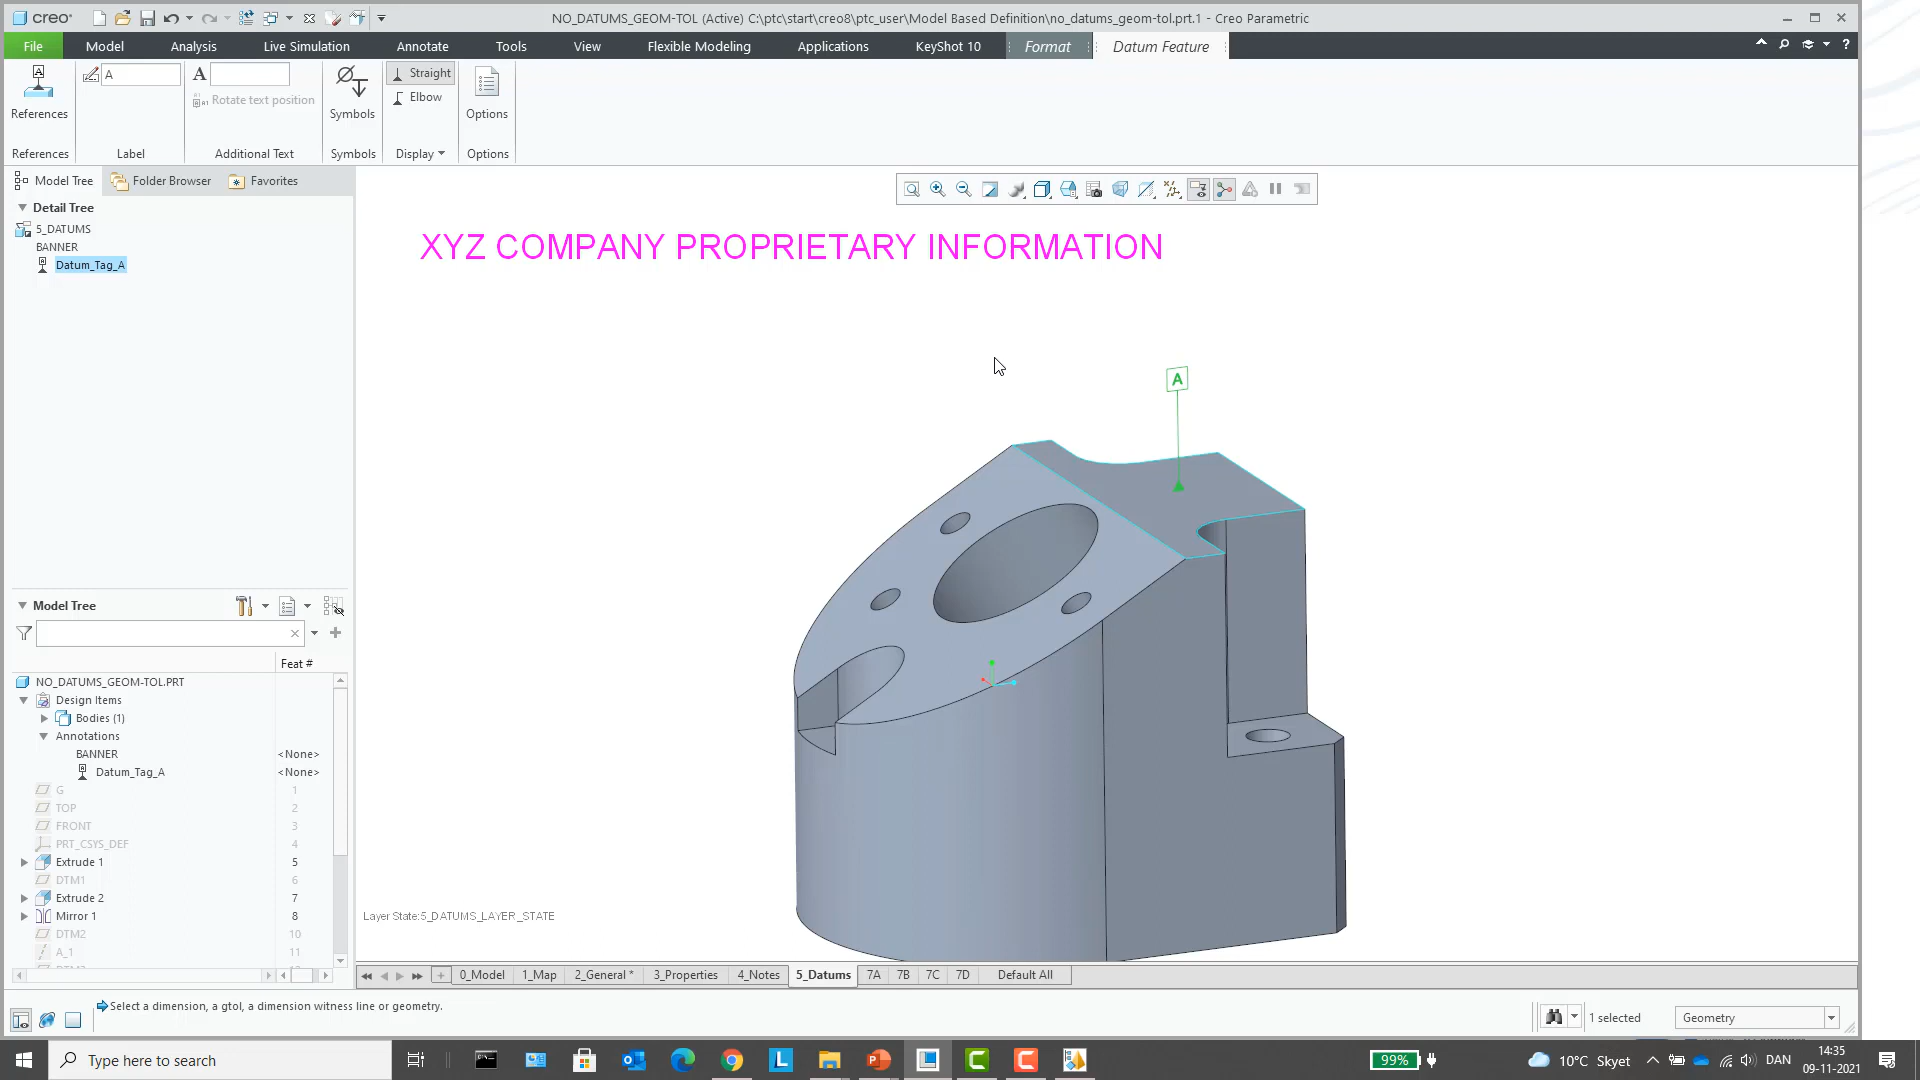 creo°
NO_DATUMS_GEOM-TOL (Active) C:\ptc\start\creo8\ptc_user\Model Based Definition\no_datums_geom-tol.prt.1 - Creo Parametric
File Model Analysis Live Simulation Annotate Tools View Flexible Modeling Applications KeyShot 10 Format Datum Feature
A A Straight
Rotate text position Elbow
References Symbols Options
References Label Additional Text Symbols Display Options
Model Tree Folder Browser Favorites
Detail Tree
5_DATUMS
BANNER
Datum_Tag_A
XYZ COMPANY PROPRIETARY INFORMATION
A
Model Tree
Feat #
NO_DATUMS_GEOM-TOL.PRT
Design Items
Bodies (1)
Annotations
BANNER <None>
Datum_Tag_A <None>
G 1
TOP 2
FRONT 3
PRT_CSYS_DEF 4
Extrude 1 5
DTM1 6
Extrude 2 7
Mirror 1 8
DTM2 10
A_1 11
Layer State:5_DATUMS_LAYER_STATE
0_Model 1_Map 2_General * 3_Properties 4_Notes 5_Datums 7A 7B 7C 7D Default All
Select a dimension, a gtol, a dimension witness line or geometry.
1 selected Geometry
Type here to search
99% 10°C Skyet DAN 14:35
09-11-2021